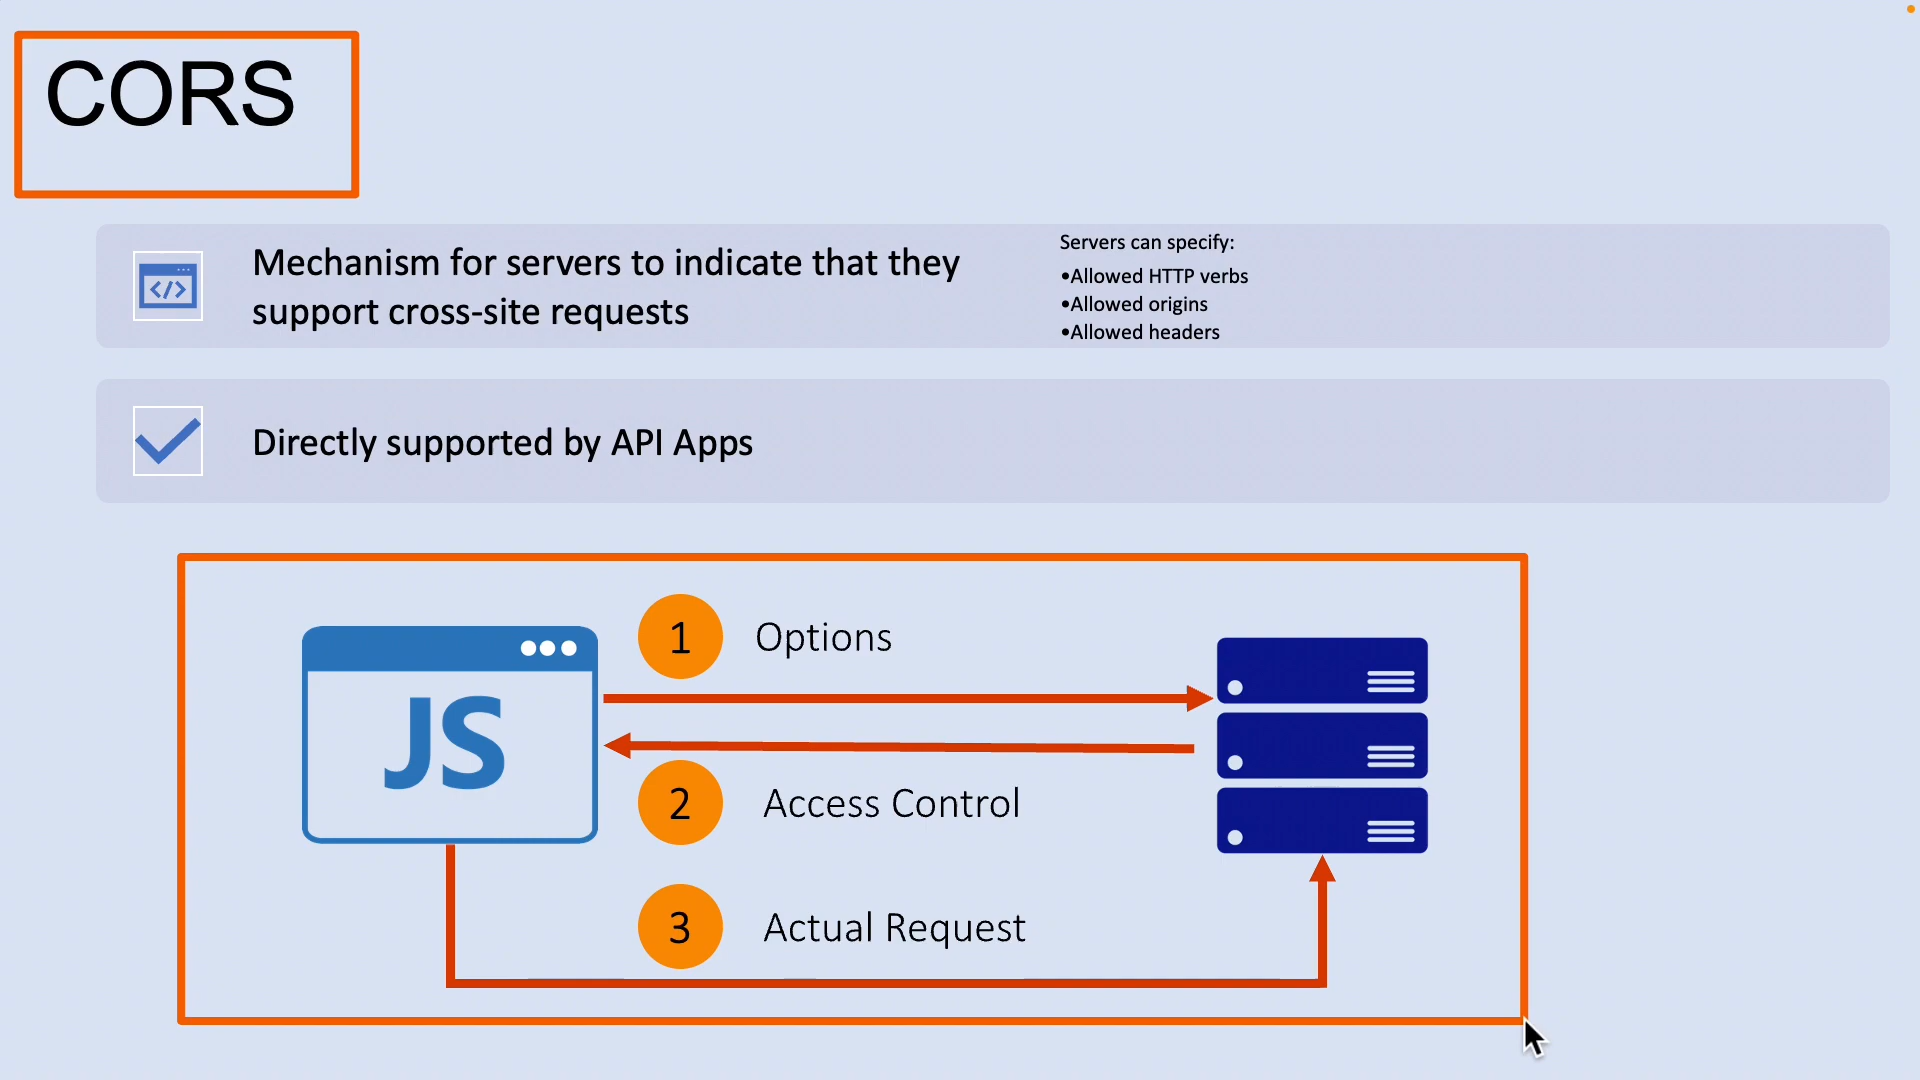 CORS
Mechanism for servers to indicate that they
support cross-site requests
Servers can specify:
•Allowed HTTP verbs
•Allowed origins
•Allowed headers
</>
Directly supported by API Apps
1 Options
JS
2 Access Control
3 Actual Request